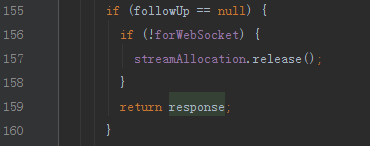 155 if (followUp == null) {
156 if (!forWebSocket) {
157 streamAllocation.release();
158 }
159 return response;
160 }